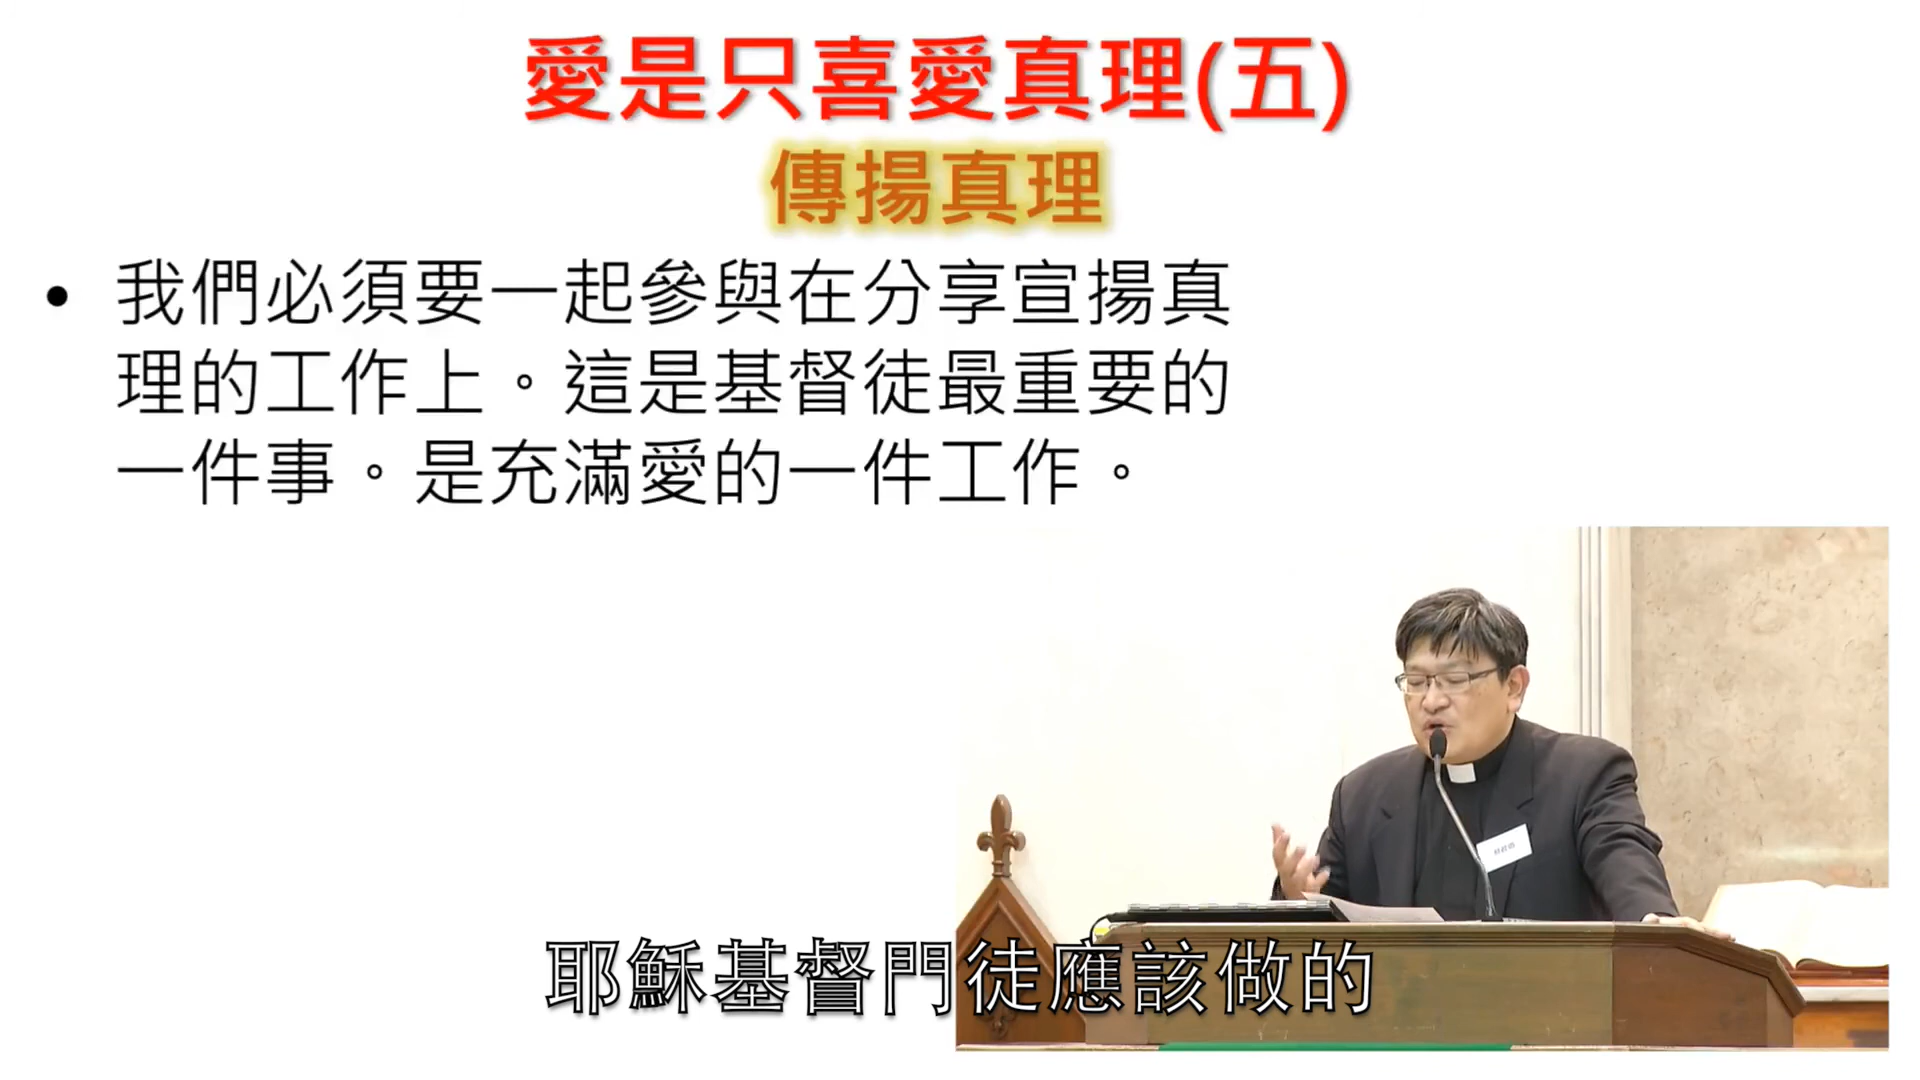 愛是只喜愛真理(五)
傳揚真理
• 我們必須要一起參與在分享宣揚真
理的工作上。這是基督徒最重要的
一件事。是充滿愛的一件工作。
耶穌基督門徒應該做的